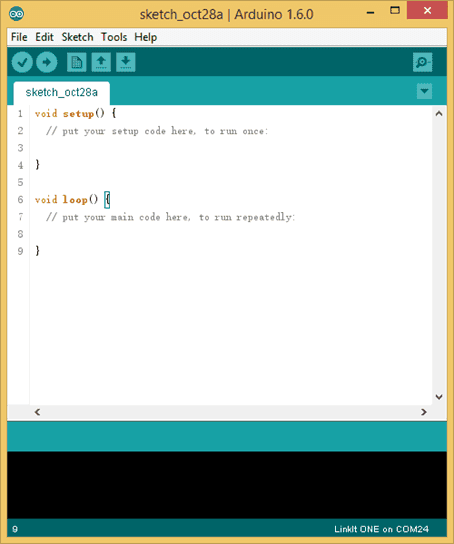 sketch_oct28a | Arduino 1.6.0
File Edit Sketch Tools Help
sketch_oct28a
1 void setup() {
2 // put your setup code here, to run once:
3
4 }
5
6 void loop() {
7 // put your main code here, to run repeatedly:
8
9 }
9 LinkIt ONE on COM24